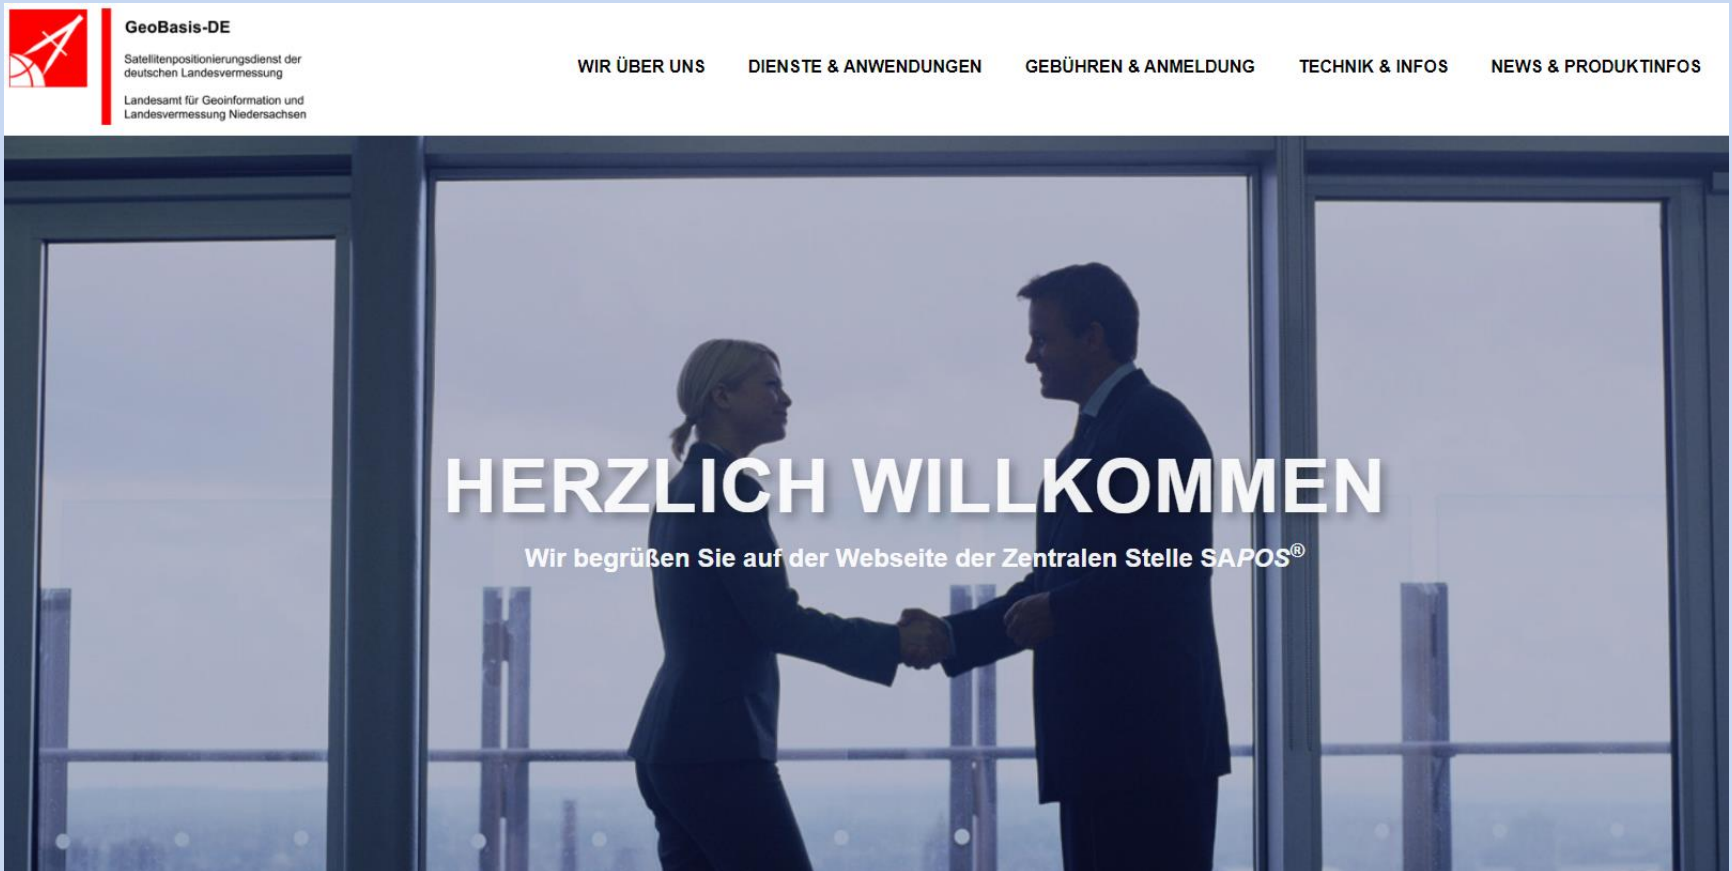 GeoBasis-DE
Satellitenpositionierungsdienst der
deutschen Landesvermessung
Landesamt für Geoinformation und
Landesvermessung Niedersachsen
WIR ÜBER UNS
DIENSTE & ANWENDUNGEN
GEBÜHREN & ANMELDUNG
TECHNIK & INFOS
NEWS & PRODUKTINFOS
HERZLICH WILLKOMMEN
Wir begrüßen Sie auf der Webseite der Zentralen Stelle SAPOS®